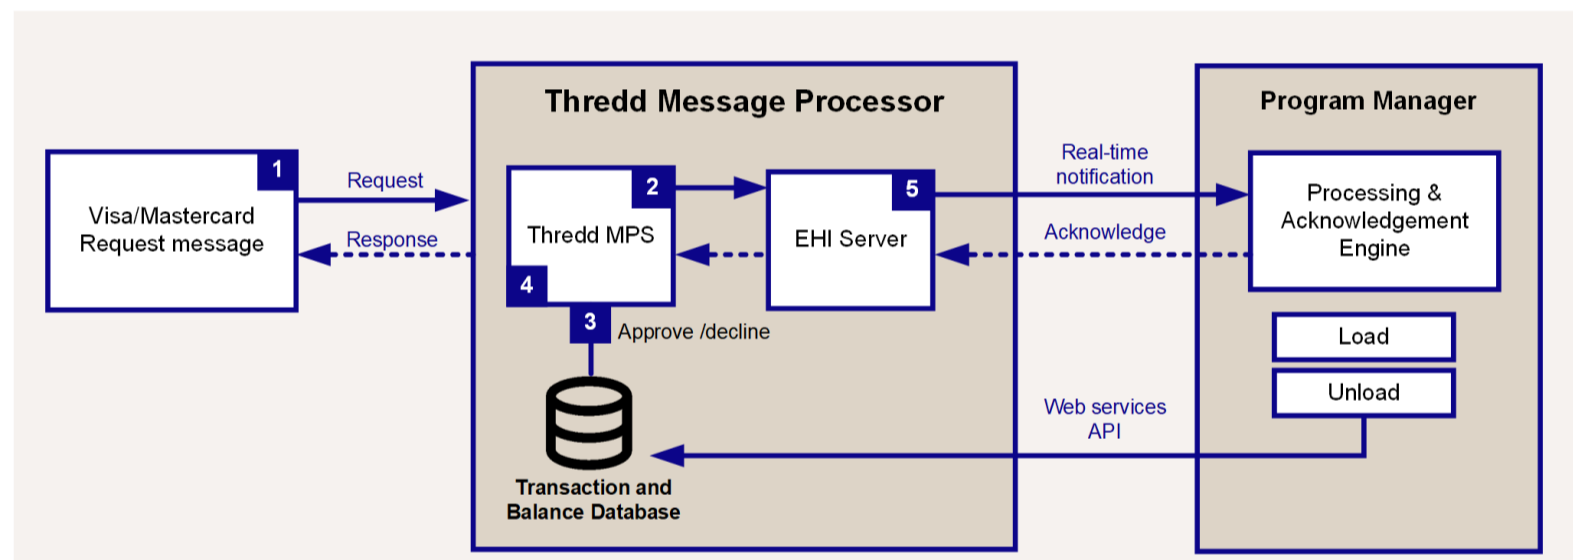 Thredd Message Processor
Program Manager
1
Visa/Mastercard
Request message
Request
Response
2
Thredd MPS
4
3
Approve /decline
5
EHI Server
Real-time
notification
Acknowledge
Processing &
Acknowledgement
Engine
Load
Unload
Web services
API
Transaction and
Balance Database